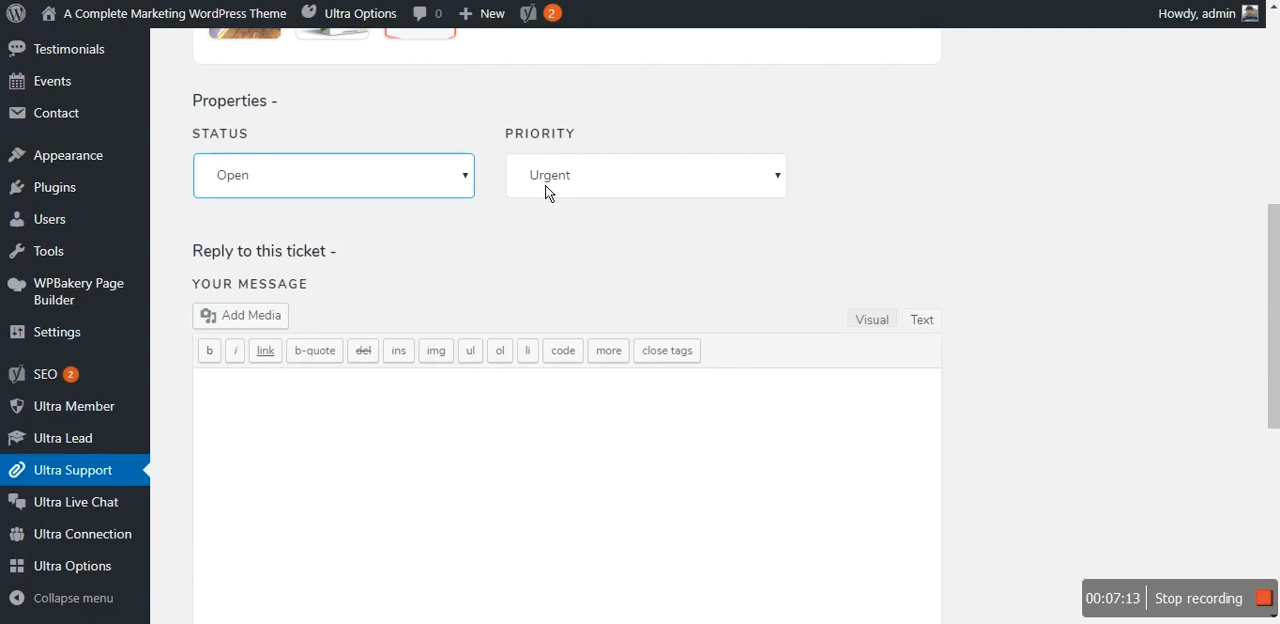 A Complete Marketing WordPress Theme Ultra Options 0 New 2 Howdy, admin
Testimonials
Events
Contact
Appearance
Plugins
Users
Tools
WPBakery Page
Builder
Settings
SEO 2
Ultra Member
Ultra Lead
Ultra Support
Ultra Live Chat
Ultra Connection
Ultra Options
Collapse menu
Properties -
STATUS PRIORITY
Open Urgent
Reply to this ticket -
YOUR MESSAGE
Add Media Visual Text
b i link b-quote del ins img ul ol li code more close tags
00:07:13 Stop recording